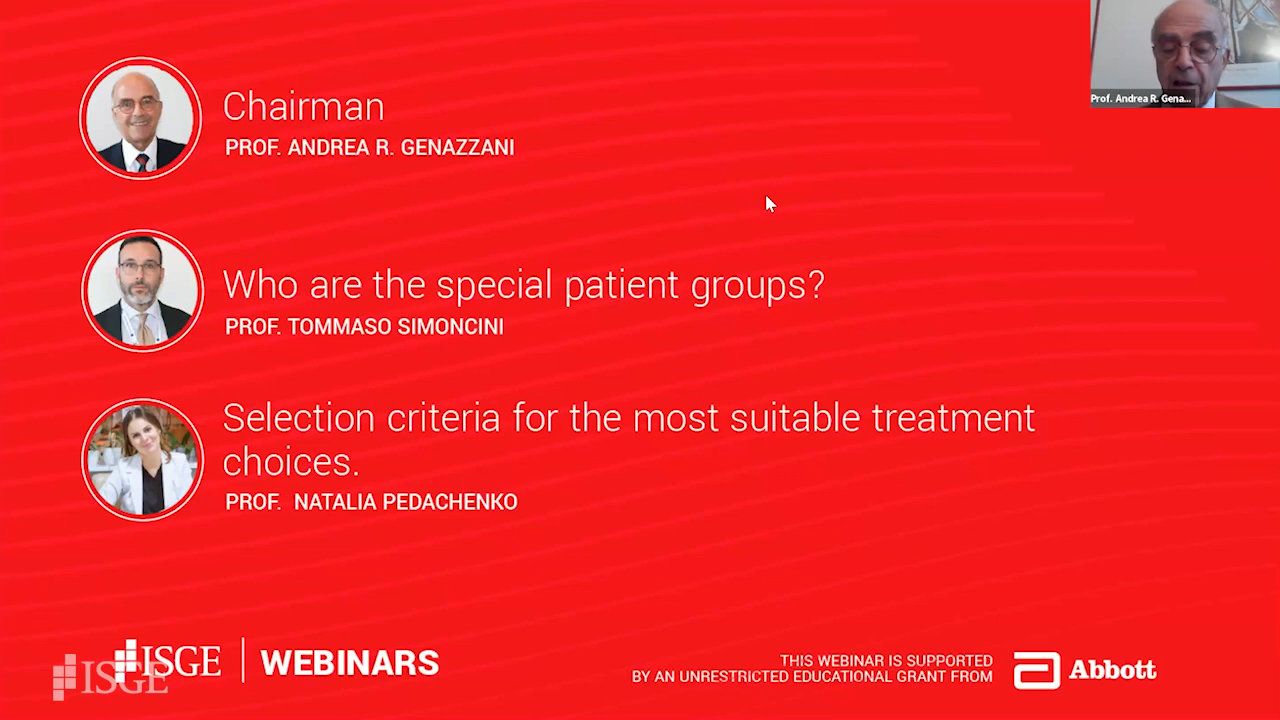 Prof. Andrea R. Gena...
Chairman
PROF. ANDREA R. GENAZZANI
Who are the special patient groups?
PROF. TOMMASO SIMONCINI
Selection criteria for the most suitable treatment
choices.
PROF. NATALIA PEDACHENKO
ISGE WEBINARS
ISGE
THIS WEBINAR IS SUPPORTED
BY AN UNRESTRICTED EDUCATIONAL GRANT FROM
Abbott